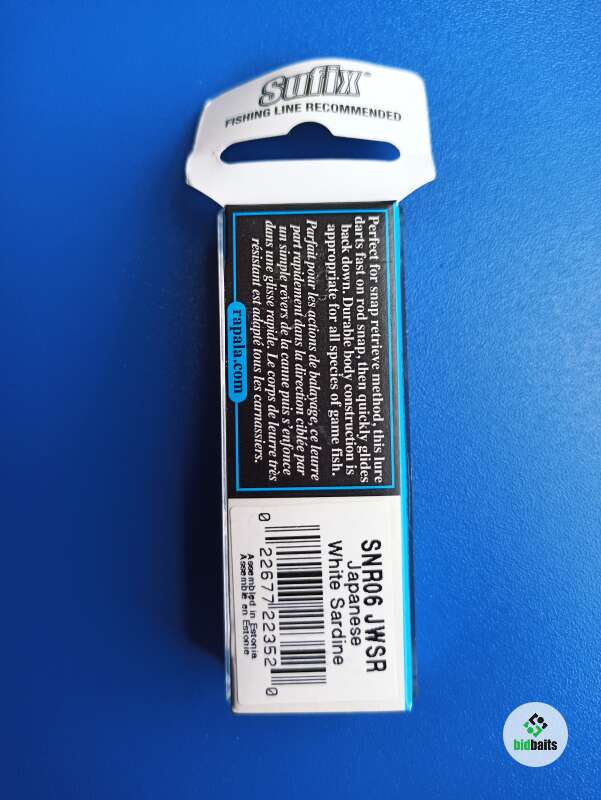 Sufix™
FISHING LINE RECOMMENDED
Perfect for snap retrieve method, this lure
darts fast on rod snap, then quickly glides
back down. Durable body construction is
appropriate for all species of game fish.
Parfait pour les actions de balayage, ce leurre
part rapidement dans la direction ciblée par
un simple revers de la canne puis s'enfonce
dans une glisse rapide. Le corps de leurre très
résistant est adapté tous les carnassiers.
rapala.com
SNR06 JWSR
Japanese
White Sardine
0 22677 22352 0
Assembled in Estonia
Assemblé en Estonie
bidbaits